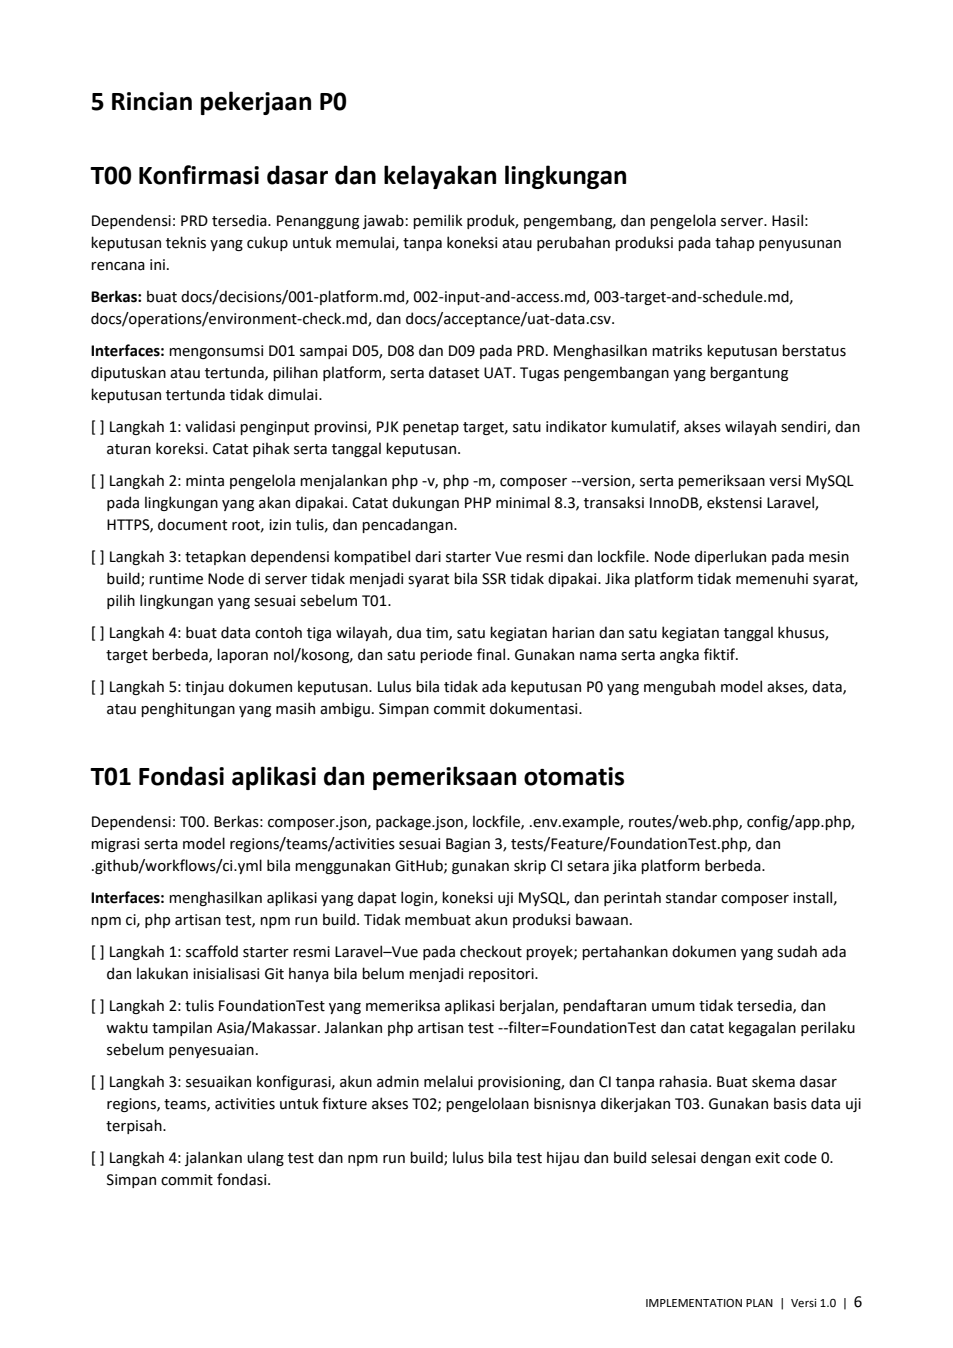 5 Rincian pekerjaan P0
T00 Konfirmasi dasar dan kelayakan lingkungan
Dependensi: PRD tersedia. Penanggung jawab: pemilik produk, pengembang, dan pengelola server. Hasil:
keputusan teknis yang cukup untuk memulai, tanpa koneksi atau perubahan produksi pada tahap penyusunan
rencana ini.
Berkas: buat docs/decisions/001-platform.md, 002-input-and-access.md, 003-target-and-schedule.md,
docs/operations/environment-check.md, dan docs/acceptance/uat-data.csv.
Interfaces: mengonsumsi D01 sampai D05, D08 dan D09 pada PRD. Menghasilkan matriks keputusan berstatus
diputuskan atau tertunda, pilihan platform, serta dataset UAT. Tugas pengembangan yang bergantung
keputusan tertunda tidak dimulai.
[ ] Langkah 1: validasi penginput provinsi, PJK penetap target, satu indikator kumulatif, akses wilayah sendiri, dan
aturan koreksi. Catat pihak serta tanggal keputusan.
[ ] Langkah 2: minta pengelola menjalankan php -v, php -m, composer --version, serta pemeriksaan versi MySQL
pada lingkungan yang akan dipakai. Catat dukungan PHP minimal 8.3, transaksi InnoDB, ekstensi Laravel,
HTTPS, document root, izin tulis, dan pencadangan.
[ ] Langkah 3: tetapkan dependensi kompatibel dari starter Vue resmi dan lockfile. Node diperlukan pada mesin
build; runtime Node di server tidak menjadi syarat bila SSR tidak dipakai. Jika platform tidak memenuhi syarat,
pilih lingkungan yang sesuai sebelum T01.
[ ] Langkah 4: buat data contoh tiga wilayah, dua tim, satu kegiatan harian dan satu kegiatan tanggal khusus,
target berbeda, laporan nol/kosong, dan satu periode final. Gunakan nama serta angka fiktif.
[ ] Langkah 5: tinjau dokumen keputusan. Lulus bila tidak ada keputusan P0 yang mengubah model akses, data,
atau penghitungan yang masih ambigu. Simpan commit dokumentasi.
T01 Fondasi aplikasi dan pemeriksaan otomatis
Dependensi: T00. Berkas: composer.json, package.json, lockfile, .env.example, routes/web.php, config/app.php,
migrasi serta model regions/teams/activities sesuai Bagian 3, tests/Feature/FoundationTest.php, dan
.github/workflows/ci.yml bila menggunakan GitHub; gunakan skrip CI setara jika platform berbeda.
Interfaces: menghasilkan aplikasi yang dapat login, koneksi uji MySQL, dan perintah standar composer install,
npm ci, php artisan test, npm run build. Tidak membuat akun produksi bawaan.
[ ] Langkah 1: scaffold starter resmi Laravel–Vue pada checkout proyek; pertahankan dokumen yang sudah ada
dan lakukan inisialisasi Git hanya bila belum menjadi repositori.
[ ] Langkah 2: tulis FoundationTest yang memeriksa aplikasi berjalan, pendaftaran umum tidak tersedia, dan
waktu tampilan Asia/Makassar. Jalankan php artisan test --filter=FoundationTest dan catat kegagalan perilaku
sebelum penyesuaian.
[ ] Langkah 3: sesuaikan konfigurasi, akun admin melalui provisioning, dan CI tanpa rahasia. Buat skema dasar
regions, teams, activities untuk fixture akses T02; pengelolaan bisnisnya dikerjakan T03. Gunakan basis data uji
terpisah.
[ ] Langkah 4: jalankan ulang test dan npm run build; lulus bila test hijau dan build selesai dengan exit code 0.
Simpan commit fondasi.
IMPLEMENTATION PLAN | Versi 1.0 | 6